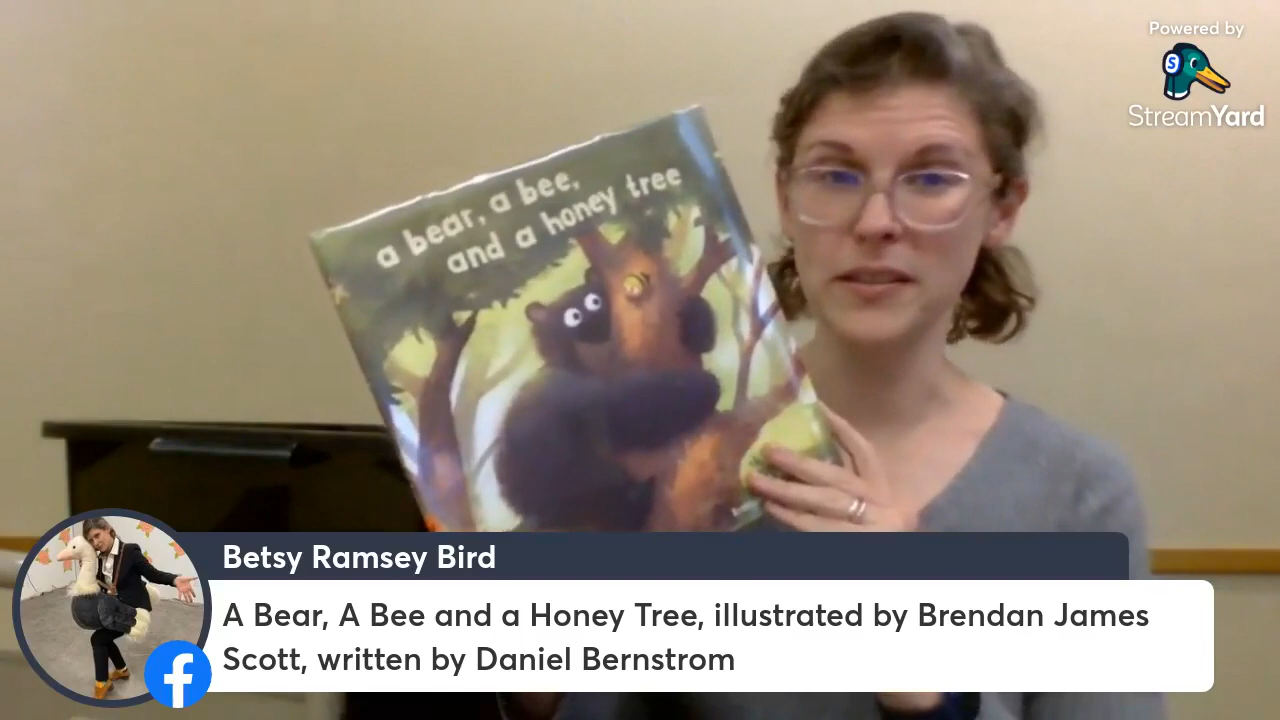 Powered by
S
StreamYard
a bear, a bee,
and a honey tree
Betsy Ramsey Bird
A Bear, A Bee and a Honey Tree, illustrated by Brendan James
Scott, written by Daniel Bernstrom
f